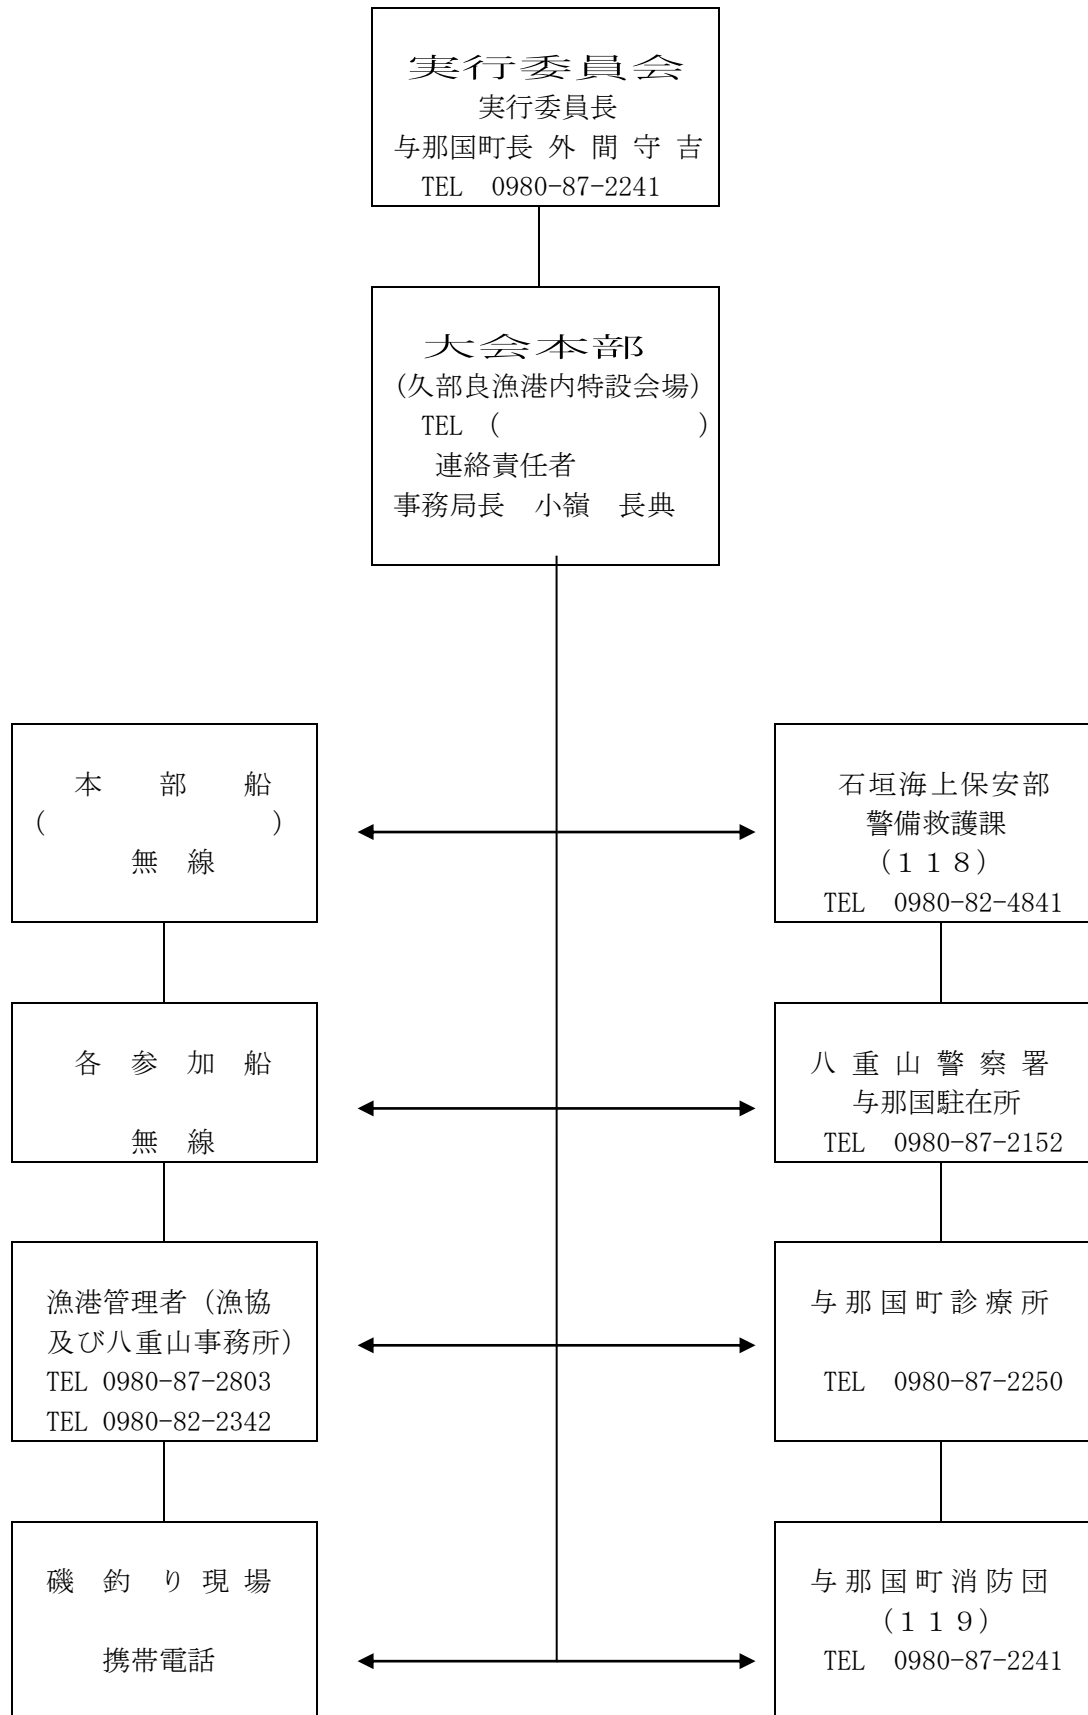 実行委員会
実行委員長
与那国町長 外 間 守 吉
TEL 0980-87-2241
大会本部
(久部良漁港内特設会場)
TEL ( )
連絡責任者
事務局長 小嶺 長典
本 部 船
( )
無 線
各 参 加 船
無 線
漁港管理者（漁協
及び八重山事務所）
TEL 0980-87-2803
TEL 0980-82-2342
磯 釣 り 現 場
携帯電話
石垣海上保安部
警備救護課
（１１８）
TEL 0980-82-4841
八 重 山 警 察 署
与那国駐在所
TEL 0980-87-2152
与那国町診療所
TEL 0980-87-2250
与那国町消防団
（１１９）
TEL 0980-87-2241